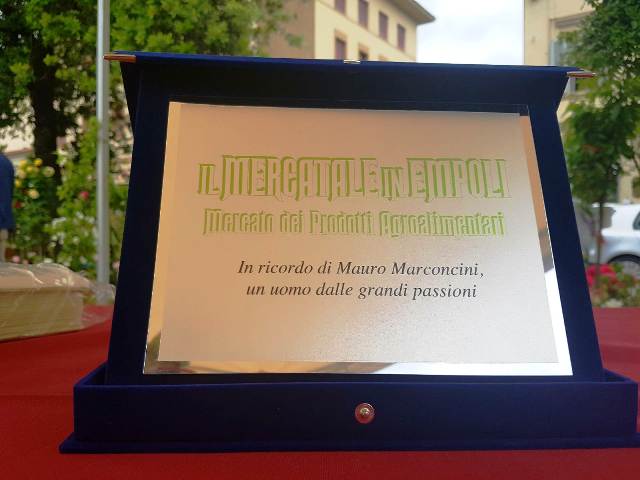 IL MERCATALE IN EMPOLI
Mercato dei Prodotti Agroalimentari
In ricordo di Mauro Marconcini,
un uomo dalle grandi passioni